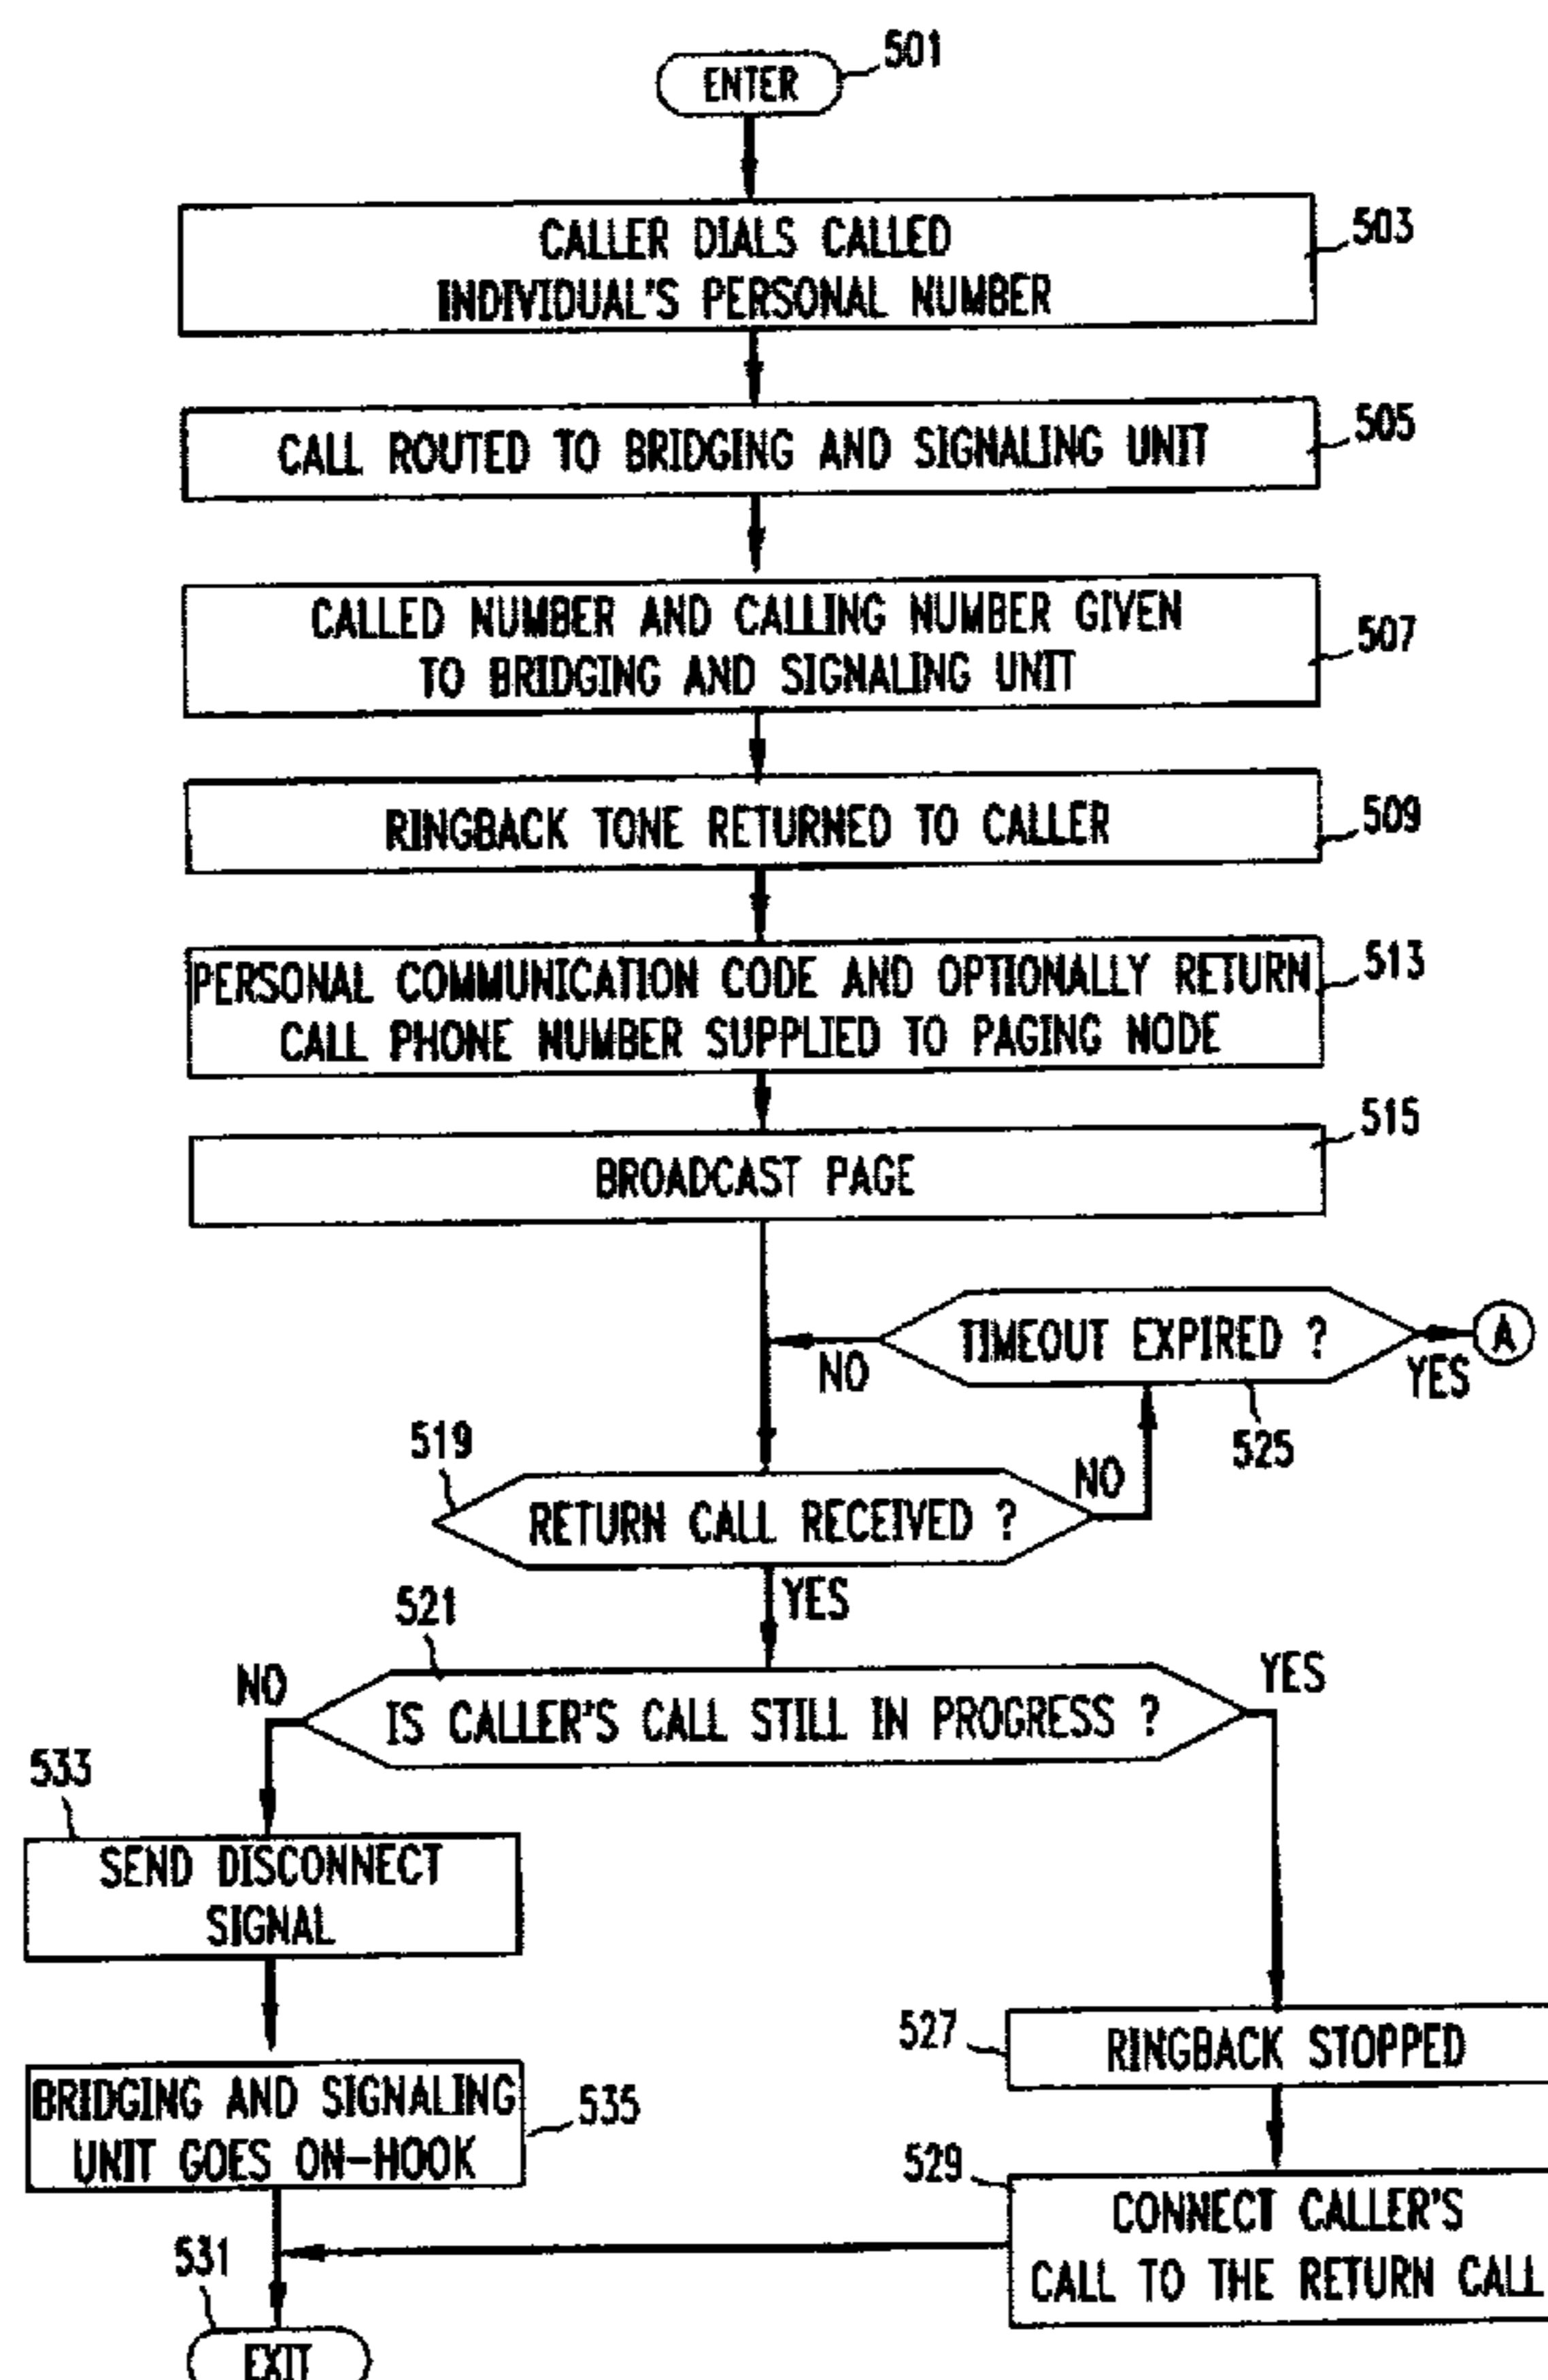 501
ENTER
503
CALLER DIALS CALLED
INDIVIDUAL'S PERSONAL NUMBER
505
CALL ROUTED TO BRIDGING AND SIGNALING UNIT
CALLED NUMBER AND CALLING NUMBER GIVEN
TO BRIDGING AND SIGNALING UNIT
507
RINGBACK TONE RETURNED TO CALLER
509
PERSONAL COMMUNICATION CODE AND OPTIONALLY RETURN
CALL PHONE NUMBER SUPPLIED TO PAGING NODE
513
515
BROADCAST PAGE
TIMEOUT EXPIRED ?
A
NO
YES
525
519
NO
RETURN CALL RECEIVED ?
YES
521
NO
YES
IS CALLER'S CALL STILL IN PROGRESS ?
533
SEND DISCONNECT
SIGNAL
527
RINGBACK STOPPED
BRIDGING AND SIGNALING
UNIT GOES ON-HOOK
535
529
CONNECT CALLER'S
CALL TO THE RETURN CALL
531
EXIT